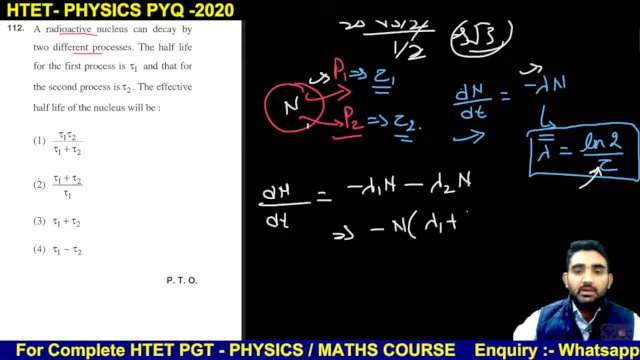 HTET- PHYSICS PYQ -2020
112. A radioactive nucleus can decay by
two different processes. The half life
for the first process is τ1 and that for
the second process is τ2. The effective
half life of the nucleus will be :
(1) τ1τ2 / τ1 + τ2
(2) τ1 + τ2 / τ1
(3) τ1 + τ2
(4) τ1 ~ τ2
P. T. O.
1/2
N
P1 ⇒ τ1
P2 ⇒ τ2
dN/dt = -λN
λ = ln2/τ
dN/dt = -λ1N - λ2N
⇒ - N( λ1 +
For Complete HTET PGT - PHYSICS / MATHS COURSE Enquiry :- Whatsapp